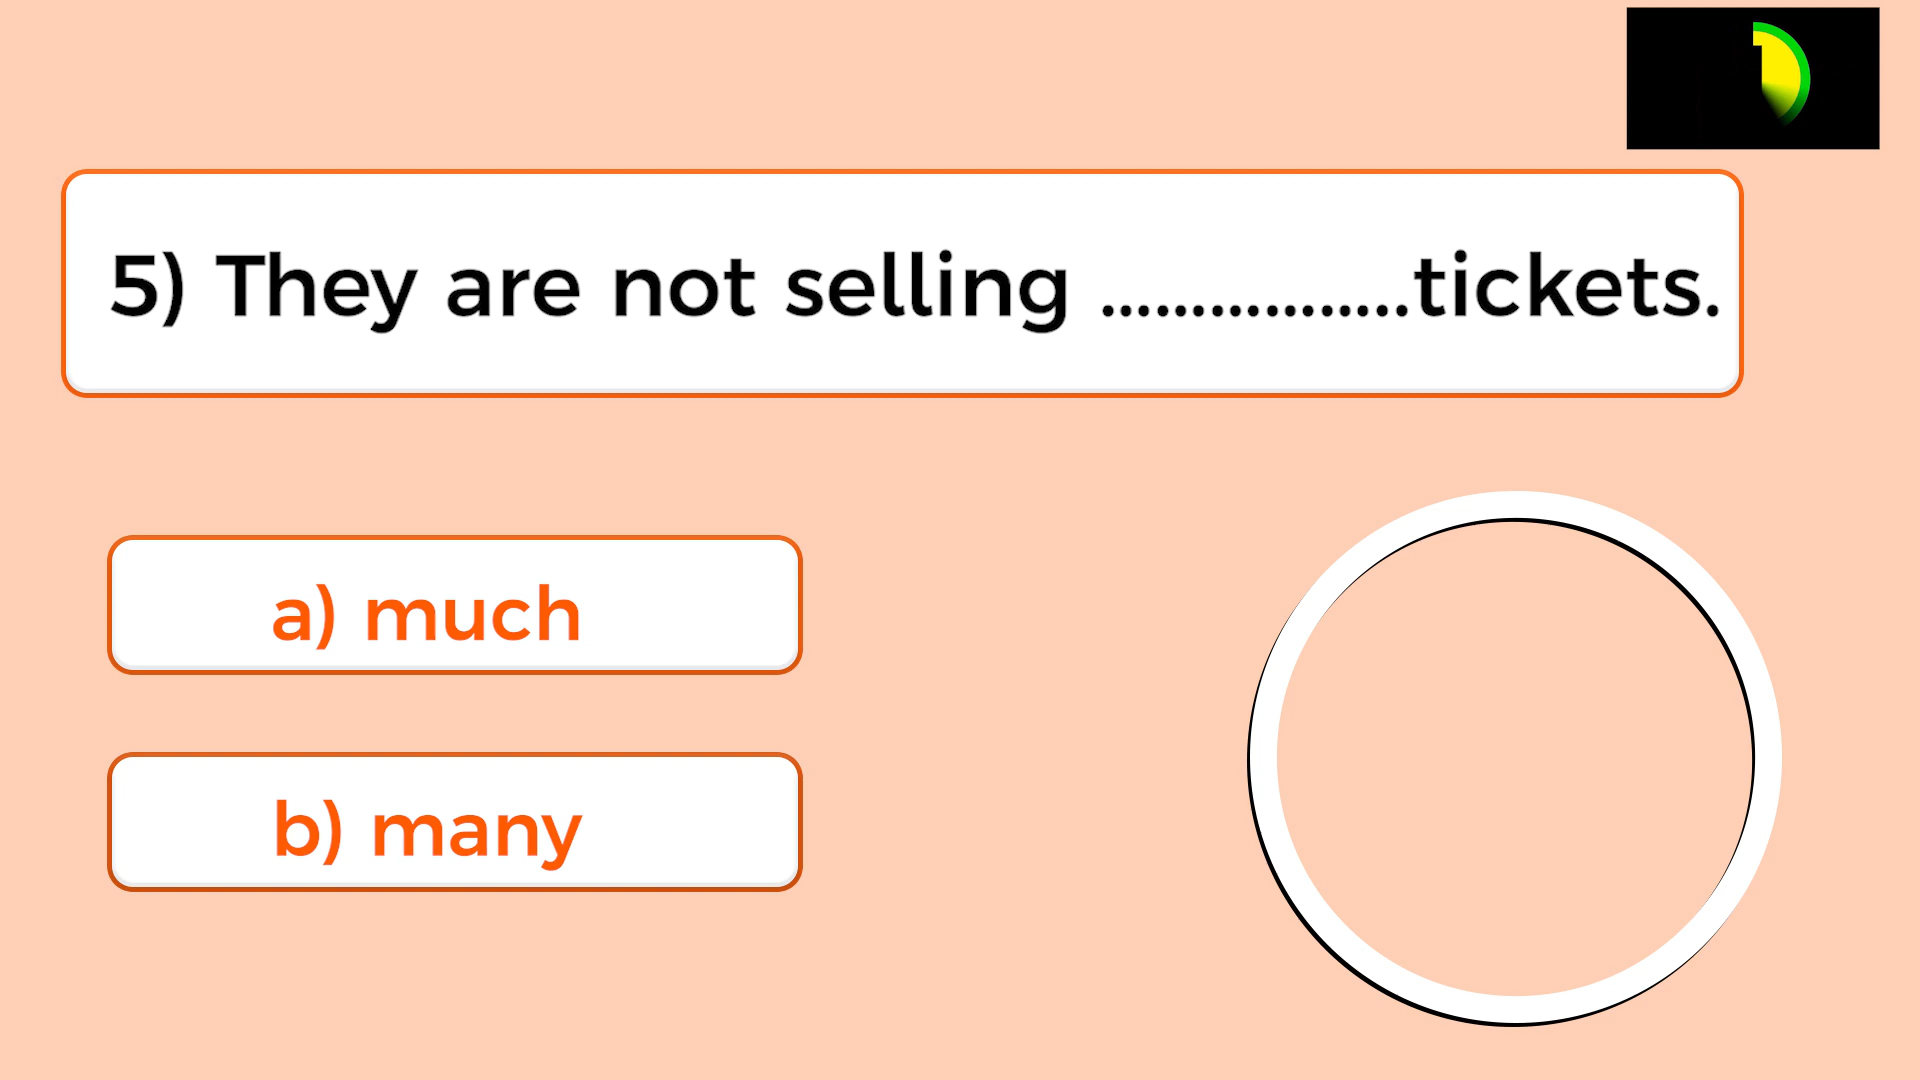 5) They are not selling .................tickets.
a) much
b) many